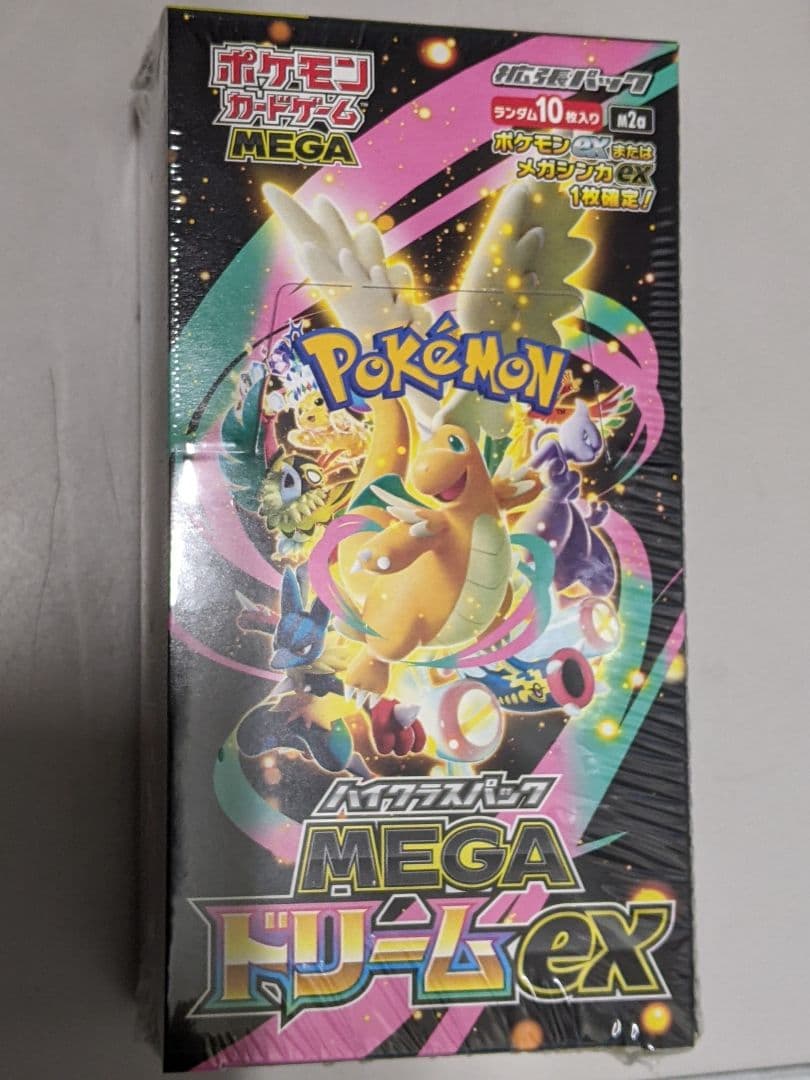 ポケモン
カードゲーム
MEGA
拡張パック
ランダム10枚入り M2a
ポケモンexまたは
メガシンカex
1枚確定!
POKéMON
TM
ハイクラスパック
MEGA
ドリームex